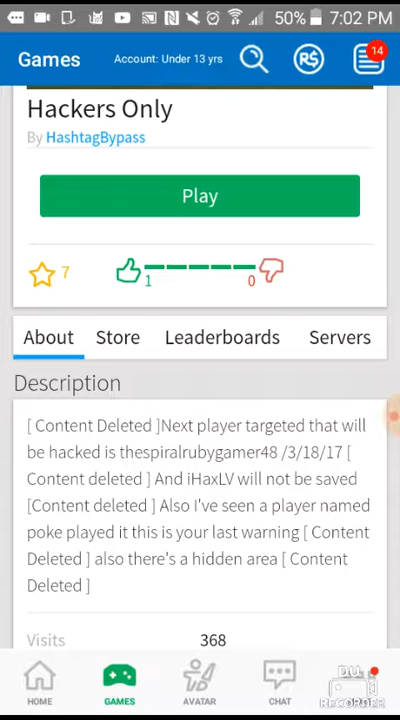 50% 7:02 PM
Games Account: Under 13 yrs R$ 14
Hackers Only
By HashtagBypass
Play
7 1 0
About Store Leaderboards Servers
Description
[ Content Deleted ]Next player targeted that will
be hacked is thespiralrubygamer48 /3/18/17 [
Content deleted ] And iHaxLV will not be saved
[Content deleted ] Also I've seen a player named
poke played it this is your last warning [ Content
Deleted ] also there's a hidden area [ Content
Deleted ]
Visits 368
HOME GAMES AVATAR CHAT
DU
RECORDER